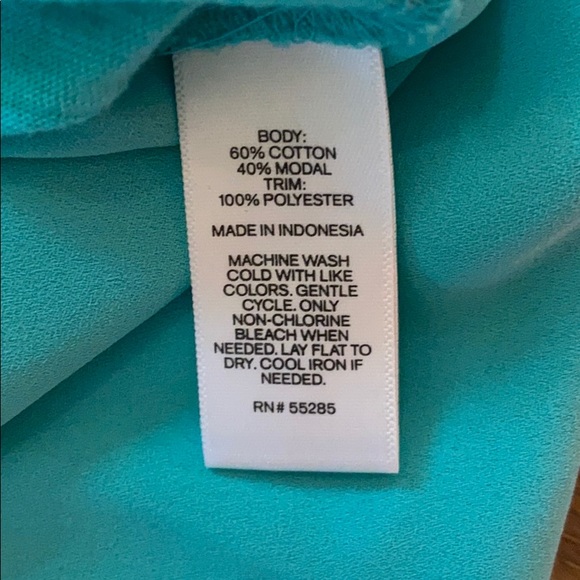 BODY:
60% COTTON
40% MODAL
TRIM:
100% POLYESTER
MADE IN INDONESIA
MACHINE WASH
COLD WITH LIKE
COLORS. GENTLE
CYCLE. ONLY
NON-CHLORINE
BLEACH WHEN
NEEDED. LAY FLAT TO
DRY. COOL IRON IF
NEEDED.
RN# 55285